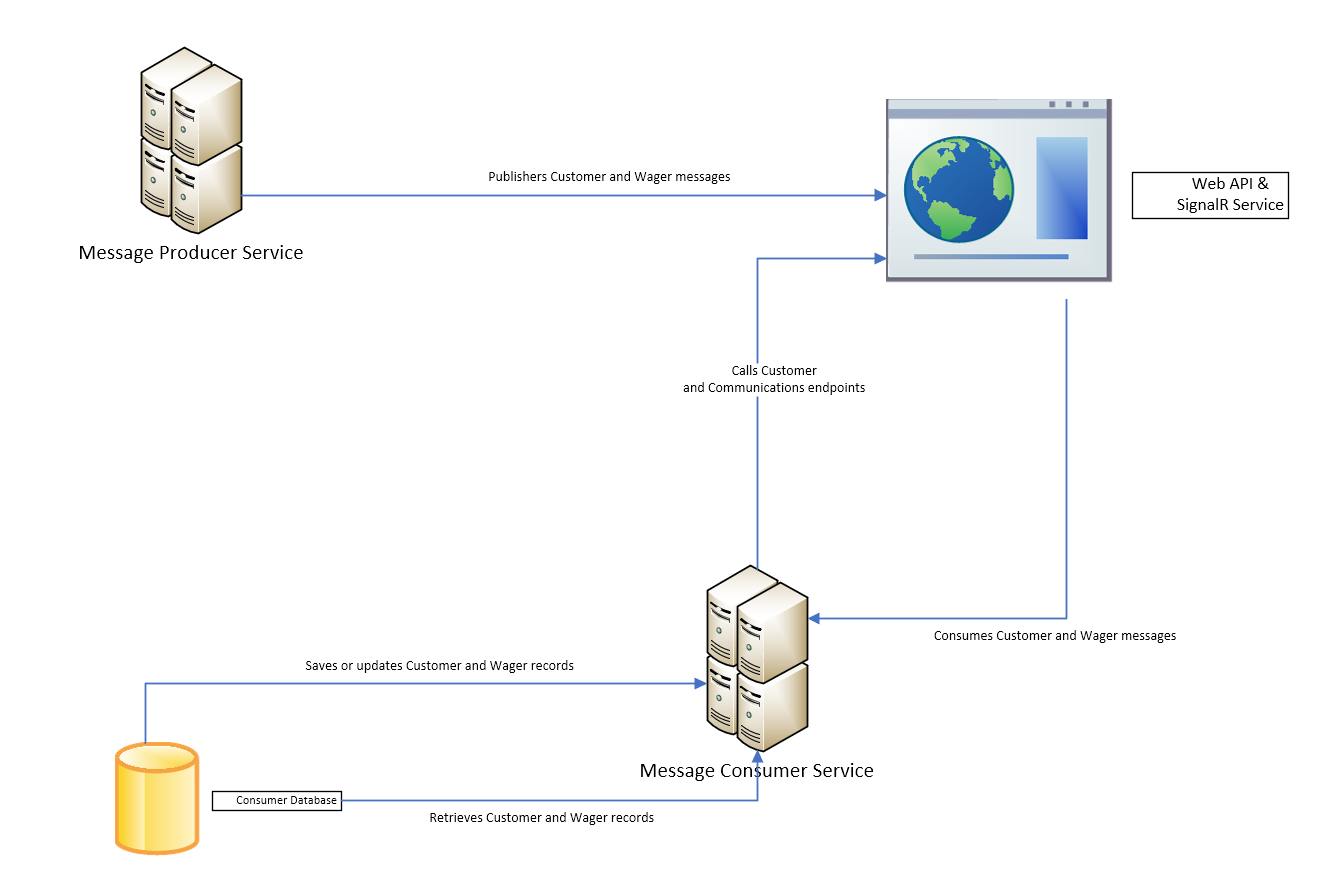 Publishers Customer and Wager messages
Web API &
SignalR Service
Message Producer Service
Calls Customer
and Communications endpoints
Consumes Customer and Wager messages
Saves or updates Customer and Wager records
Message Consumer Service
Consumer Database
Retrieves Customer and Wager records